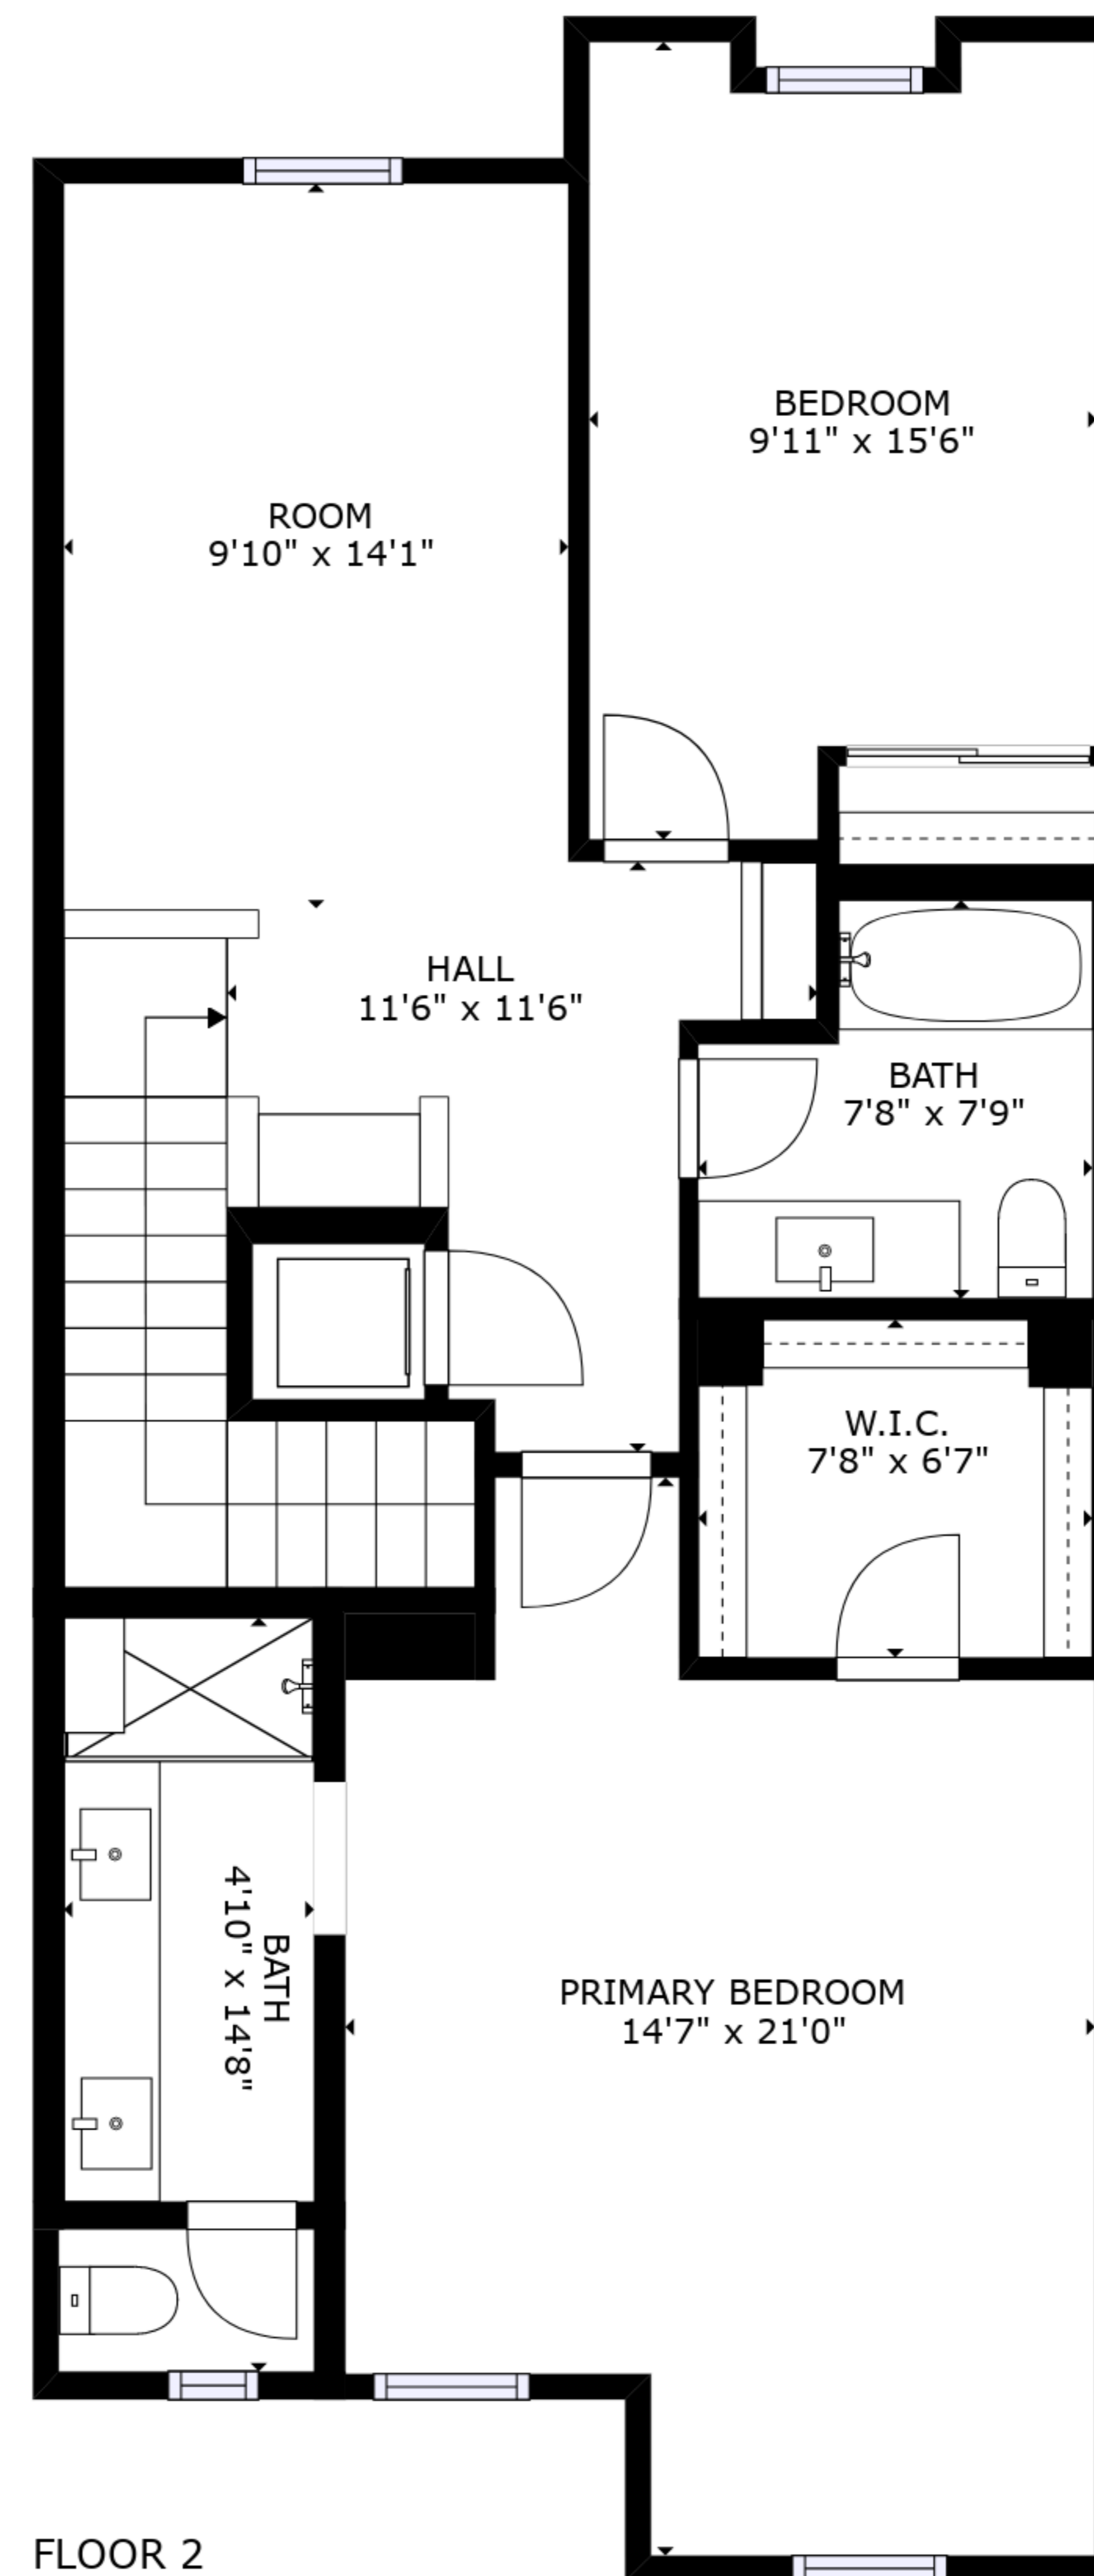 BEDROOM
9'11" x 15'6"
ROOM
9'10" x 14'1"
HALL
11'6" x 11'6"
BATH
7'8" x 7'9"
W.I.C.
7'8" x 6'7"
BATH
4'10" x 14'8"
PRIMARY BEDROOM
14'7" x 21'0"
FLOOR 2